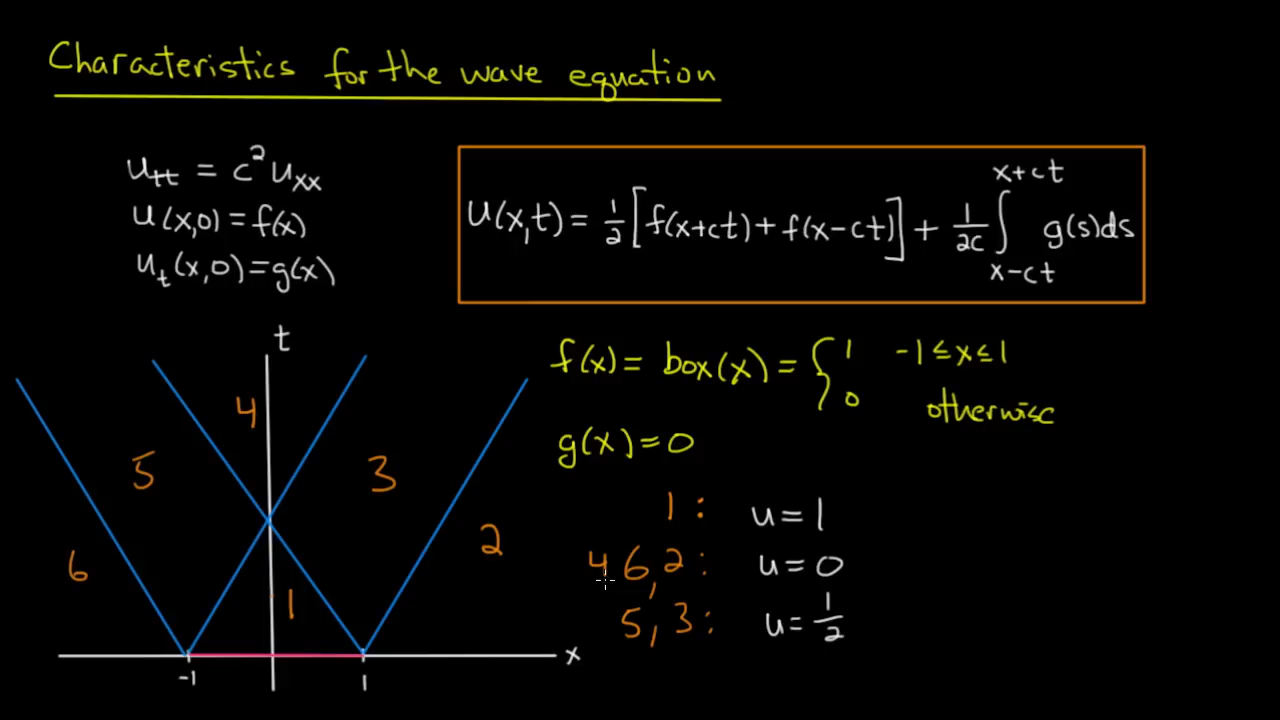 Characteristics for the wave equation
u_tt = c² u_xx
u(x,0) = f(x)
u_t(x,0) = g(x)
u(x,t) = 1/2 [f(x+ct) + f(x-ct)] + 1/2c ∫_{x-ct}^{x+ct} g(s)ds
f(x) = box(x) = { 1 -1 ≤ x ≤ 1
0 otherwise
g(x) = 0
1: u = 1
4 6, 2: u = 0
5, 3: u = 1/2
t
4
5
3
6
2
1
x
-1
1